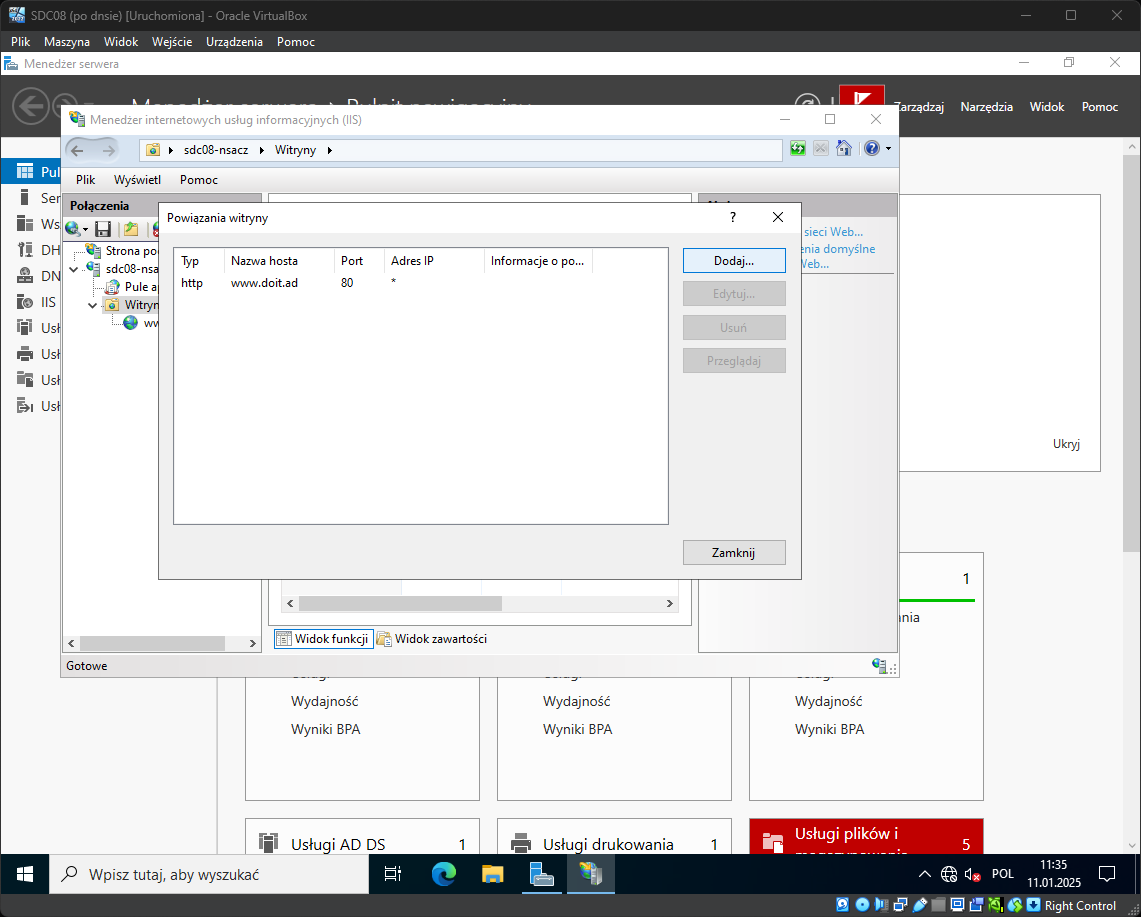 SDC08 (po dnsie) [Uruchomiona] - Oracle VirtualBox
Plik Maszyna Widok Wejście Urządzenia Pomoc
Menedżer serwera
Zarządzaj Narzędzia Widok Pomoc
Menedżer internetowych usług informacyjnych (IIS)
sdc08-nsacz Witryny
Plik Wyświetl Pomoc
Połączenia
Powiązania witryny
?
Typ Nazwa hosta Port Adres IP Informacje o po...
http www.doit.ad 80 *
Dodaj...
Edytuj...
Usuń
Przeglądaj
Zamknij
sieci Web...
domyślne
Web...
Strona
sdc08-nsa
Pule
Witryn
ww
Pul
Ser
Ws
DH
DN
IIS
Usł
Usł
Usł
Usł
Ukryj
1
Widok funkcji Widok zawartości
Gotowe
Wydajność Wydajność Wydajność
Wyniki BPA Wyniki BPA Wyniki BPA
Usługi AD DS 1
Usługi drukowania 1
Usługi plików i 5
Wpisz tutaj, aby wyszukać
POL
11:35
11.01.2025
Right Control